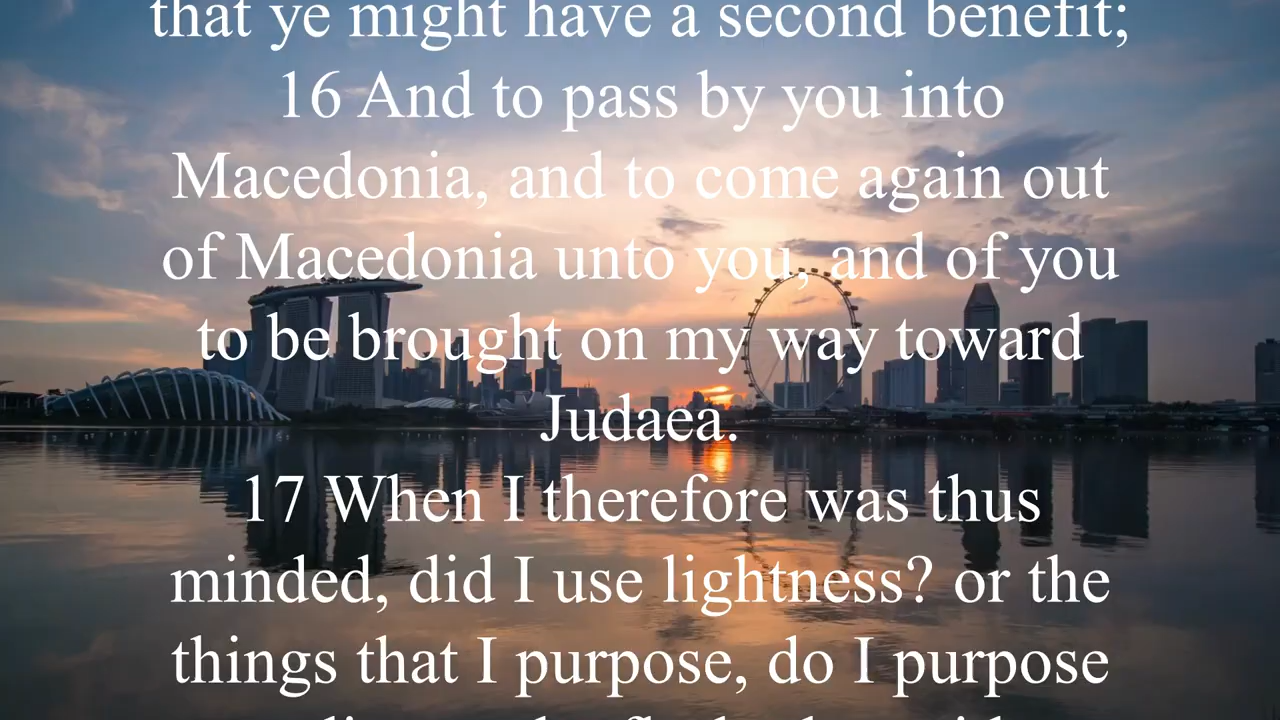 that ye might have a second benefit;
16 And to pass by you into
Macedonia, and to come again out
of Macedonia unto you, and of you
to be brought on my way toward
Judaea.
17 When I therefore was thus
minded, did I use lightness? or the
things that I purpose, do I purpose